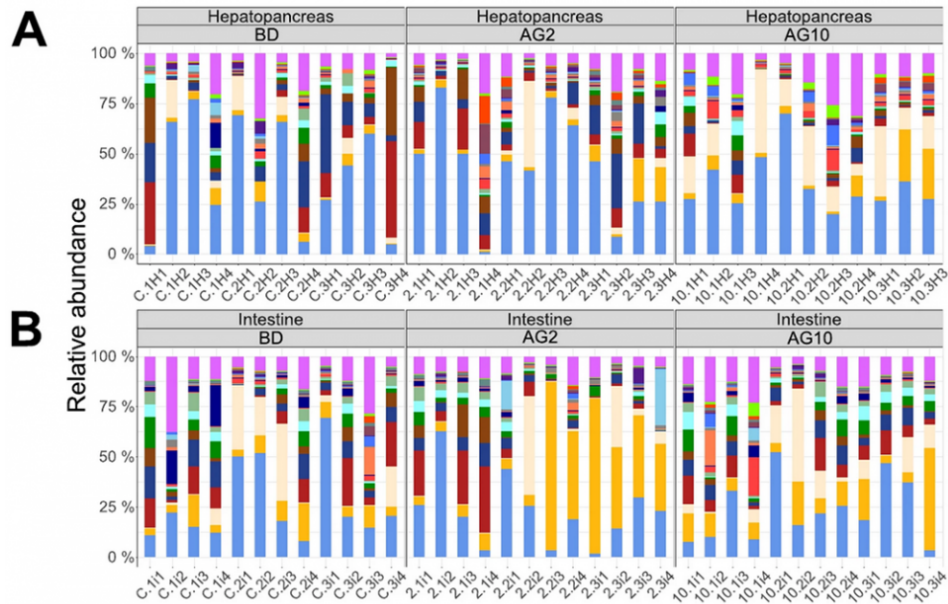 A
Hepatopancreas Hepatopancreas Hepatopancreas
BD AG2 AG10
100 %
75 %
50 %
25 %
0 %
C.1H1 C.1H2 C.1H3 C.1H4 C.2H1 C.2H2 C.2H3 C.2H4 C.3H1 C.3H2 C.3H3 C.3H4 2.1H1 2.1H2 2.1H3 2.1H4 2.2H1 2.2H2 2.2H3 2.2H4 2.3H1 2.3H2 2.3H3 2.3H4 10.1H1 10.1H2 10.1H3 10.1H4 10.2H1 10.2H2 10.2H3 10.2H4 10.3H1 10.3H2 10.3H3
Relative abundance
B
Intestine Intestine Intestine
BD AG2 AG10
100 %
75 %
50 %
25 %
0 %
C.1i1 C.1i2 C.1i3 C.1i4 C.2i1 C.2i2 C.2i3 C.2i4 C.3i1 C.3i2 C.3i3 C.3i4 2.1i1 2.1i2 2.1i3 2.1i4 2.2i1 2.2i2 2.2i3 2.2i4 2.3i1 2.3i2 2.3i3 2.3i4 10.1i1 10.1i2 10.1i3 10.1i4 10.2i1 10.2i2 10.2i3 10.2i4 10.3i1 10.3i2 10.3i3 10.3i4